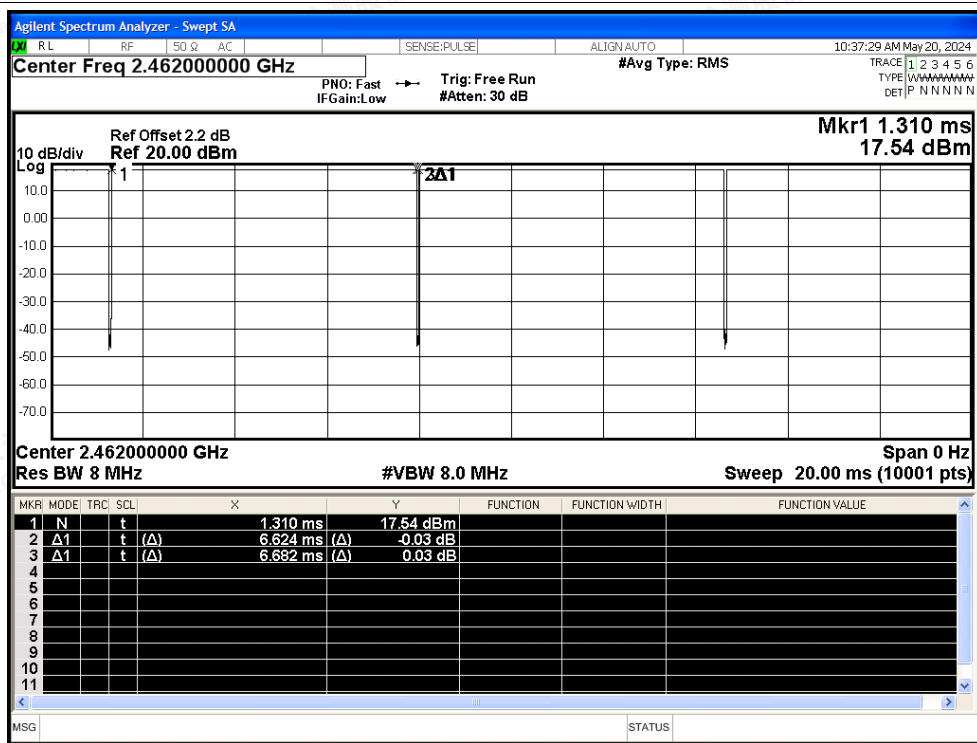 Agilent Spectrum Analyzer - Swept SA
LXI RL RF 50 Ω AC SENSE:PULSE ALIGN AUTO 10:37:29 AM May 20, 2024
Center Freq 2.462000000 GHz #Avg Type: RMS TRACE 1 2 3 4 5 6
PNO: Fast Trig: Free Run TYPE WWWWWW
IFGain:Low #Atten: 30 dB DET P N N N N N
Mkr1 1.310 ms
17.54 dBm
Ref Offset 2.2 dB
10 dB/div Ref 20.00 dBm
Log
1 2Δ1 3Δ1
10.0
0.00
-10.0
-20.0
-30.0
-40.0
-50.0
-60.0
-70.0
Center 2.462000000 GHz Span 0 Hz
Res BW 8 MHz #VBW 8.0 MHz Sweep 20.00 ms (10001 pts)
MKR MODE TRC SCL X Y FUNCTION FUNCTION WIDTH FUNCTION VALUE
1 N t 1.310 ms 17.54 dBm
2 Δ1 t (Δ) 6.624 ms (Δ) -0.03 dB
3 Δ1 t (Δ) 6.682 ms (Δ) 0.03 dB
4
5
6
7
8
9
10
11
MSG STATUS